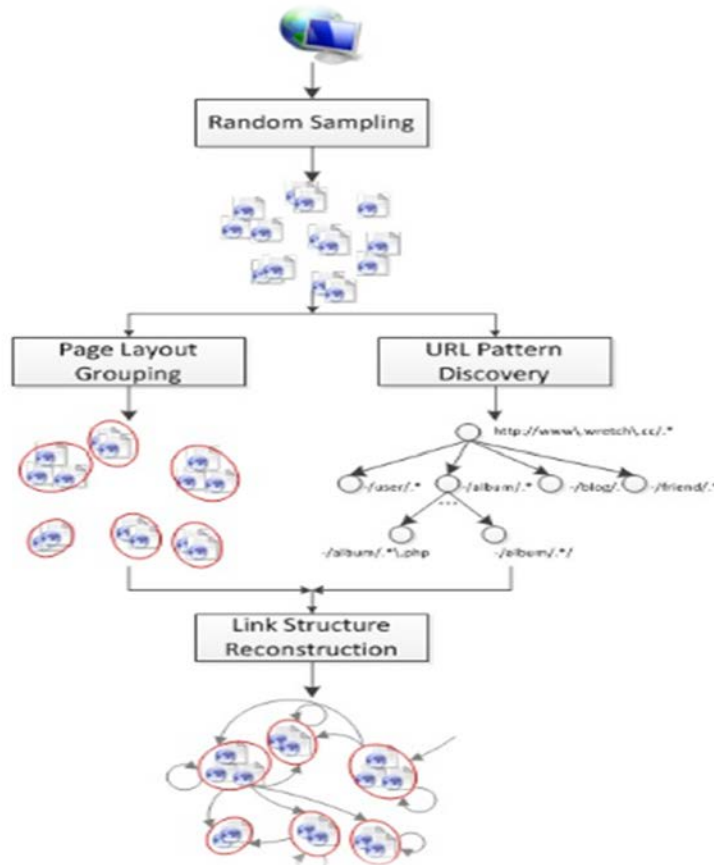 Random Sampling
Page Layout
Grouping
URL Pattern
Discovery
http://www\.wretch\.cc/.*
-/user/.*
-/album/.*
-/blog/.
-/friend/.*
...
-/album/.*\.php
-/album/.*/
Link Structure
Reconstruction